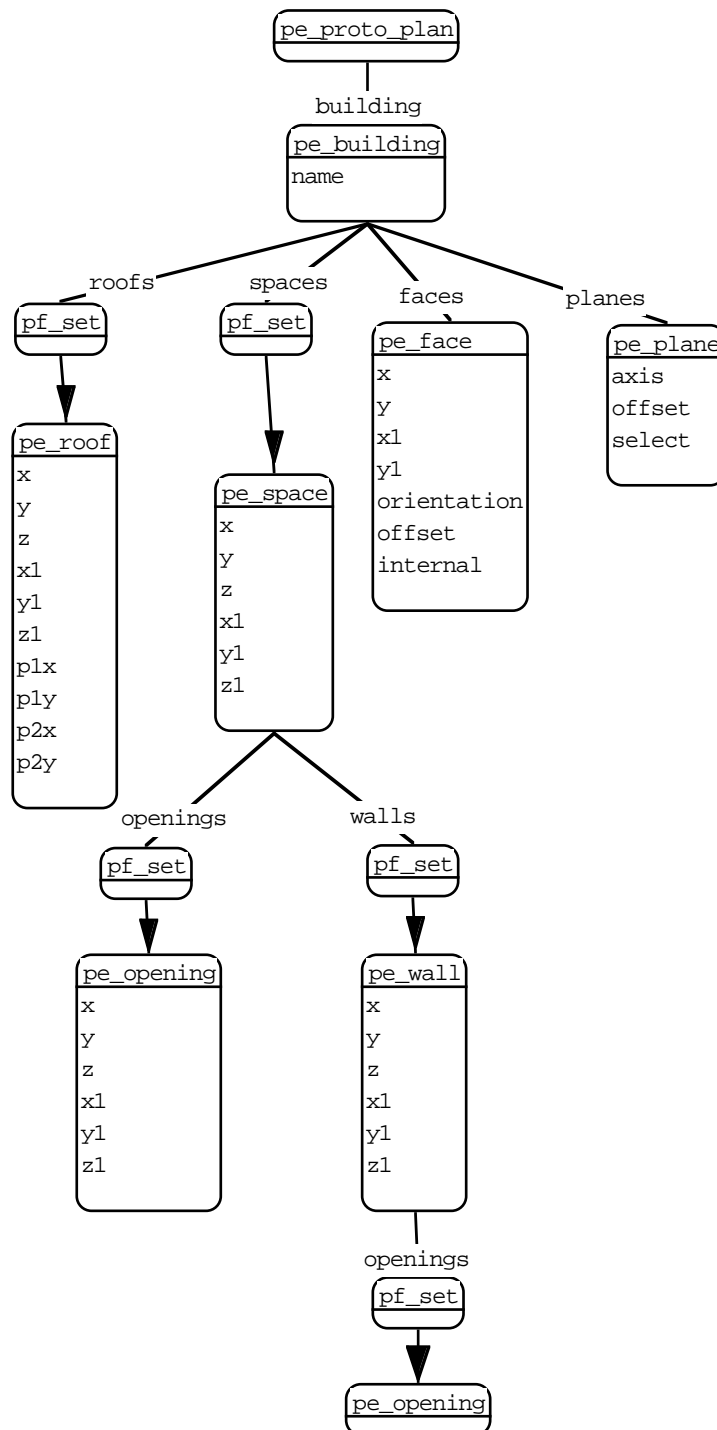 pe_proto_plan
building
pe_building
name
roofs
spaces
faces
planes
pf_set
pf_set
pe_face
x
y
x1
y1
orientation
offset
internal
pe_plane
axis
offset
select
pe_roof
x
y
z
x1
y1
z1
p1x
p1y
p2x
p2y
pe_space
x
y
z
x1
y1
z1
openings
walls
pf_set
pf_set
pe_opening
x
y
z
x1
y1
z1
pe_wall
x
y
z
x1
y1
z1
openings
pf_set
pe_opening